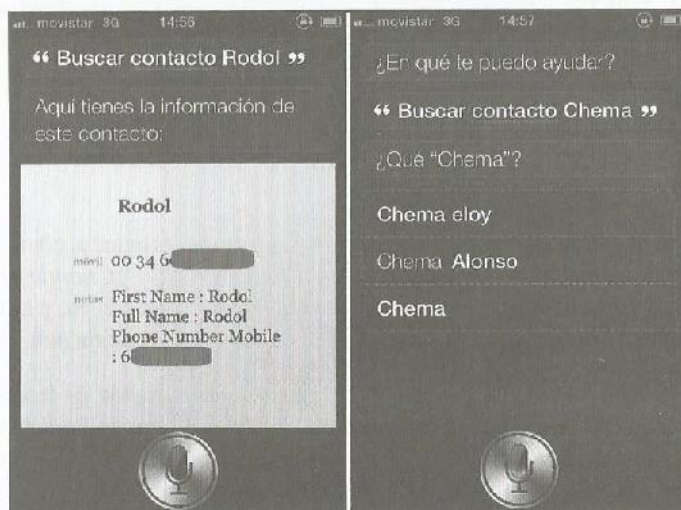 movistar 3G 14:56
“ Buscar contacto Rodol ”
Aquí tienes la información de
este contacto:
Rodol
móvil 00 34 6
notas First Name : Rodol
Full Name : Rodol
Phone Number Mobile
: 6
movistar 3G 14:57
¿En qué te puedo ayudar?
“ Buscar contacto Chema ”
¿Qué “Chema”?
Chema eloy
Chema Alonso
Chema